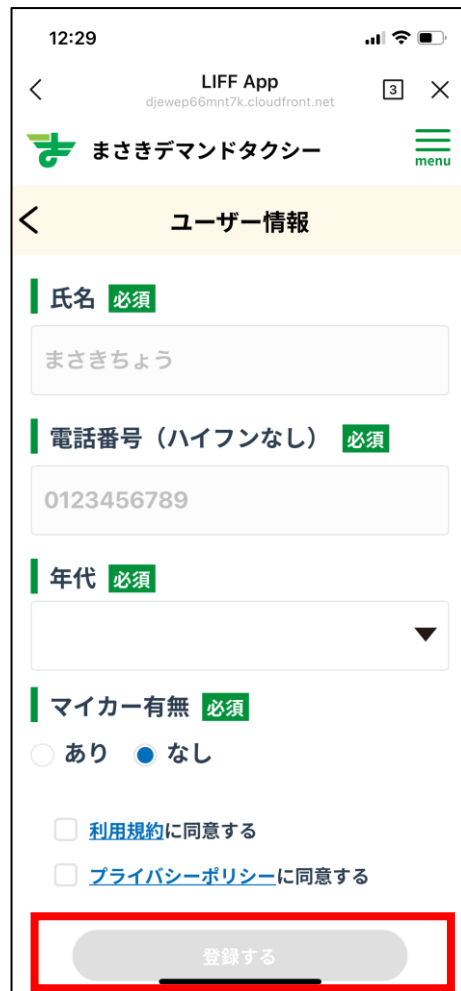 12:29
LIFF App
3
djewep66mnt7k.cloudfront.net
まさきデマンドタクシー
menu
ユーザー情報
氏名 必須
まさきちょう
電話番号（ハイフンなし） 必須
0123456789
年代 必須
マイカー有無 必須
あり なし
利用規約に同意する
プライバシーポリシーに同意する
登録する